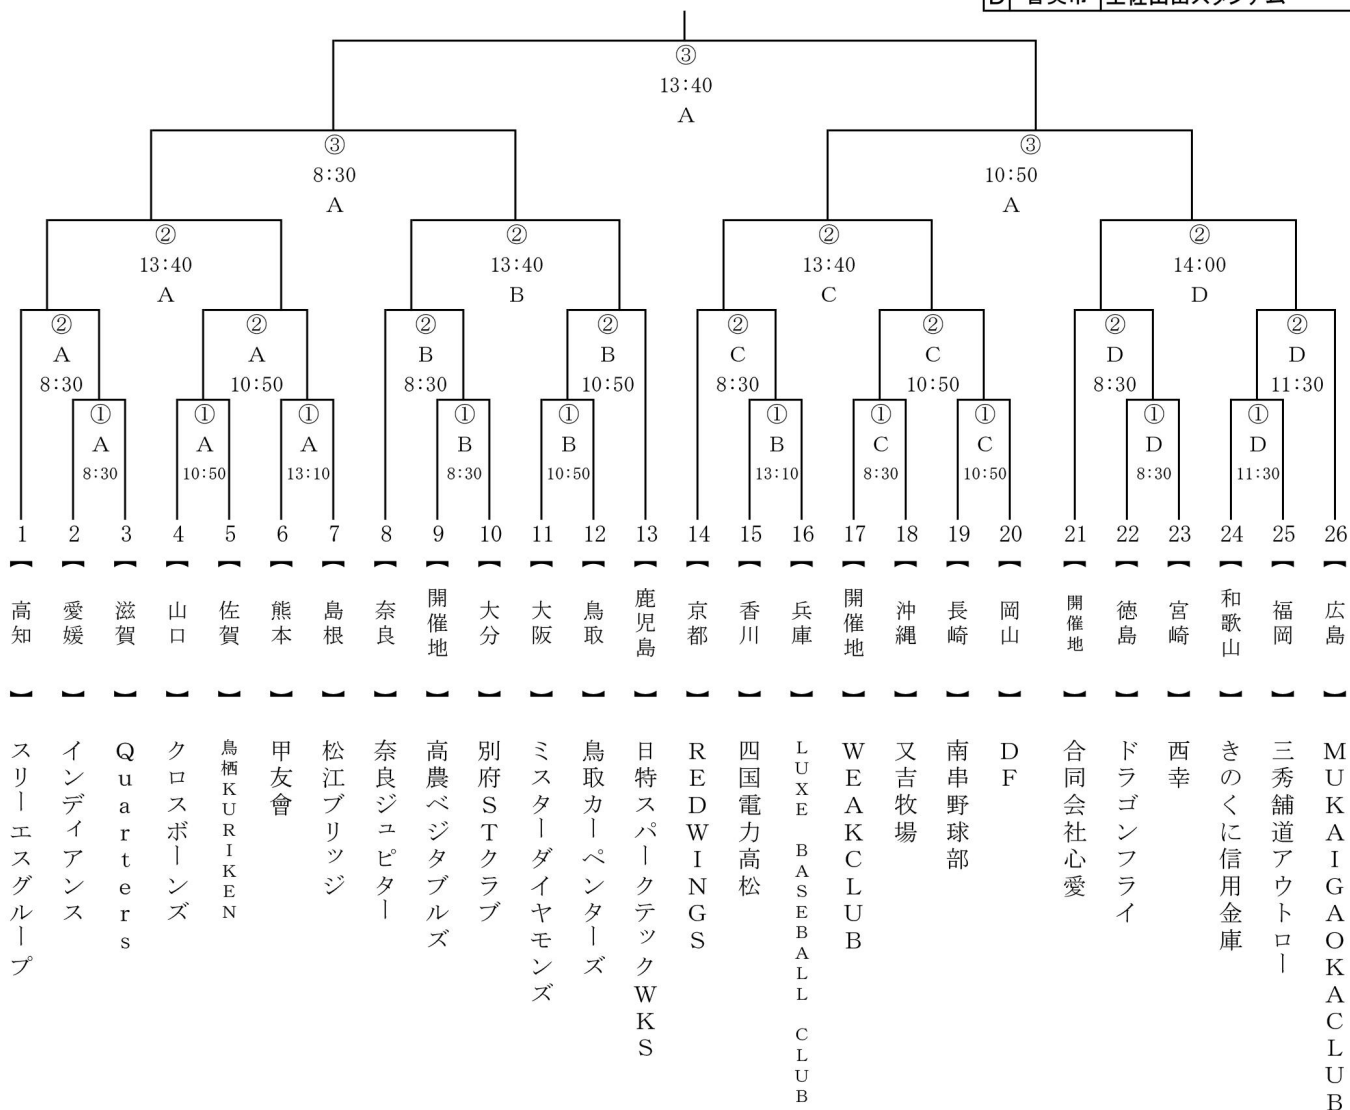 ③
13:40
A
③
8:30
A
③
10:50
A
②
13:40
A
②
13:40
B
②
13:40
C
②
14:00
D
②
A
8:30
②
A
10:50
②
B
8:30
②
B
10:50
②
C
8:30
②
C
10:50
②
D
8:30
②
D
11:30
①
A
8:30
①
A
10:50
①
A
13:10
①
B
8:30
①
B
10:50
①
B
13:10
①
C
8:30
①
C
10:50
①
D
8:30
①
D
11:30
1 【高知】 スリーエスグループ
2 【愛媛】 インディアンス
3 【滋賀】 Quarters
4 【山口】 クロスボーンズ
5 【佐賀】 鳥栖KURIKEN
6 【熊本】 甲友會
7 【島根】 松江ブリッジ
8 【奈良】 奈良ジュピター
9 【開催地】 高農ベジタブルズ
10 【大分】 別府STクラブ
11 【大阪】 ミスターダイヤモンズ
12 【鳥取】 鳥取カーペンターズ
13 【鹿児島】 日特スパークテックWKS
14 【京都】 REDWINGS
15 【香川】 四国電力高松
16 【兵庫】 LUXE BASEBALL CLUB
17 【開催地】 WEAKCLUB
18 【沖縄】 又吉牧場
19 【長崎】 南串野球部
20 【岡山】 DF
21 【開催地】 合同会社心愛
22 【徳島】 ドラゴンフライ
23 【宮崎】 西幸
24 【和歌山】 きのくに信用金庫
25 【福岡】 三秀舗道アウトロー
26 【広島】 MUKAIGAOKACLUB